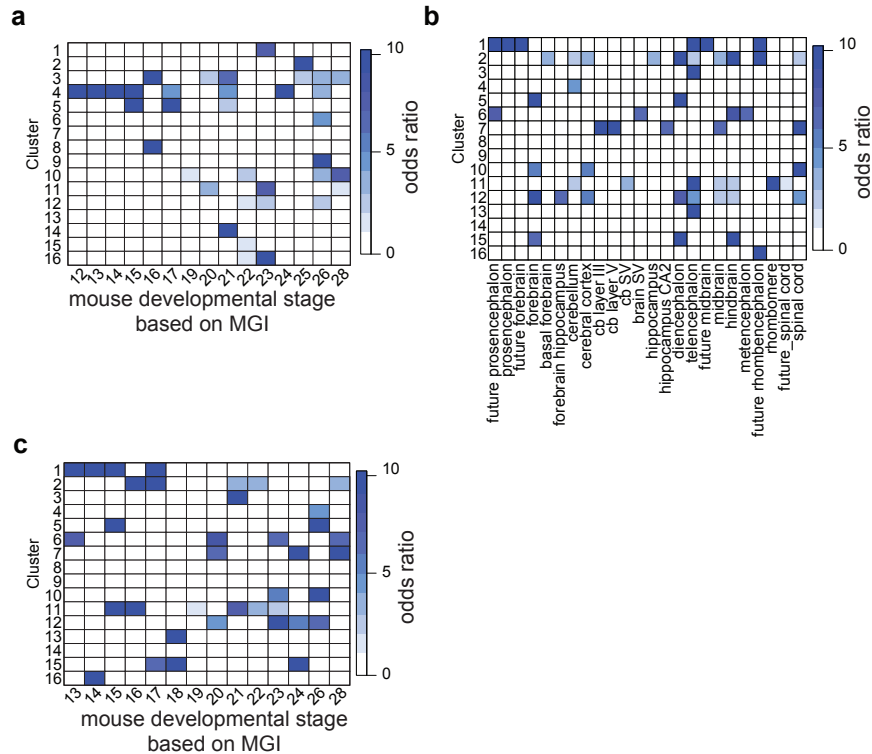 a
1
2
3
4
5
6
7
8
9
10
11
12
13
14
15
16
Cluster
12 13 14 15 16 17 19 20 21 22 23 24 25 26 28
mouse developmental stage
based on MGI
10
5
0
odds ratio
b
1
2
3
4
5
6
7
8
9
10
11
12
13
14
15
16
Cluster
future prosencephalon
prosencephalon
future forebrain
forebrain
basal forebrain
forebrain hippocampus
cerebellum
cerebral cortex
cb layer III
cb layer V
cb SV
brain SV
hippocampus
hippocampus CA2
diencephalon
telencephalon
future midbrain
midbrain
hindbrain
metencephalon
future rhombencephalon
rhombomere
future_spinal cord
spinal cord
10
5
0
odds ratio
c
1
2
3
4
5
6
7
8
9
10
11
12
13
14
15
16
Cluster
13 14 15 16 17 18 19 20 21 22 23 24 26 28
mouse developmental stage
based on MGI
10
5
0
odds ratio